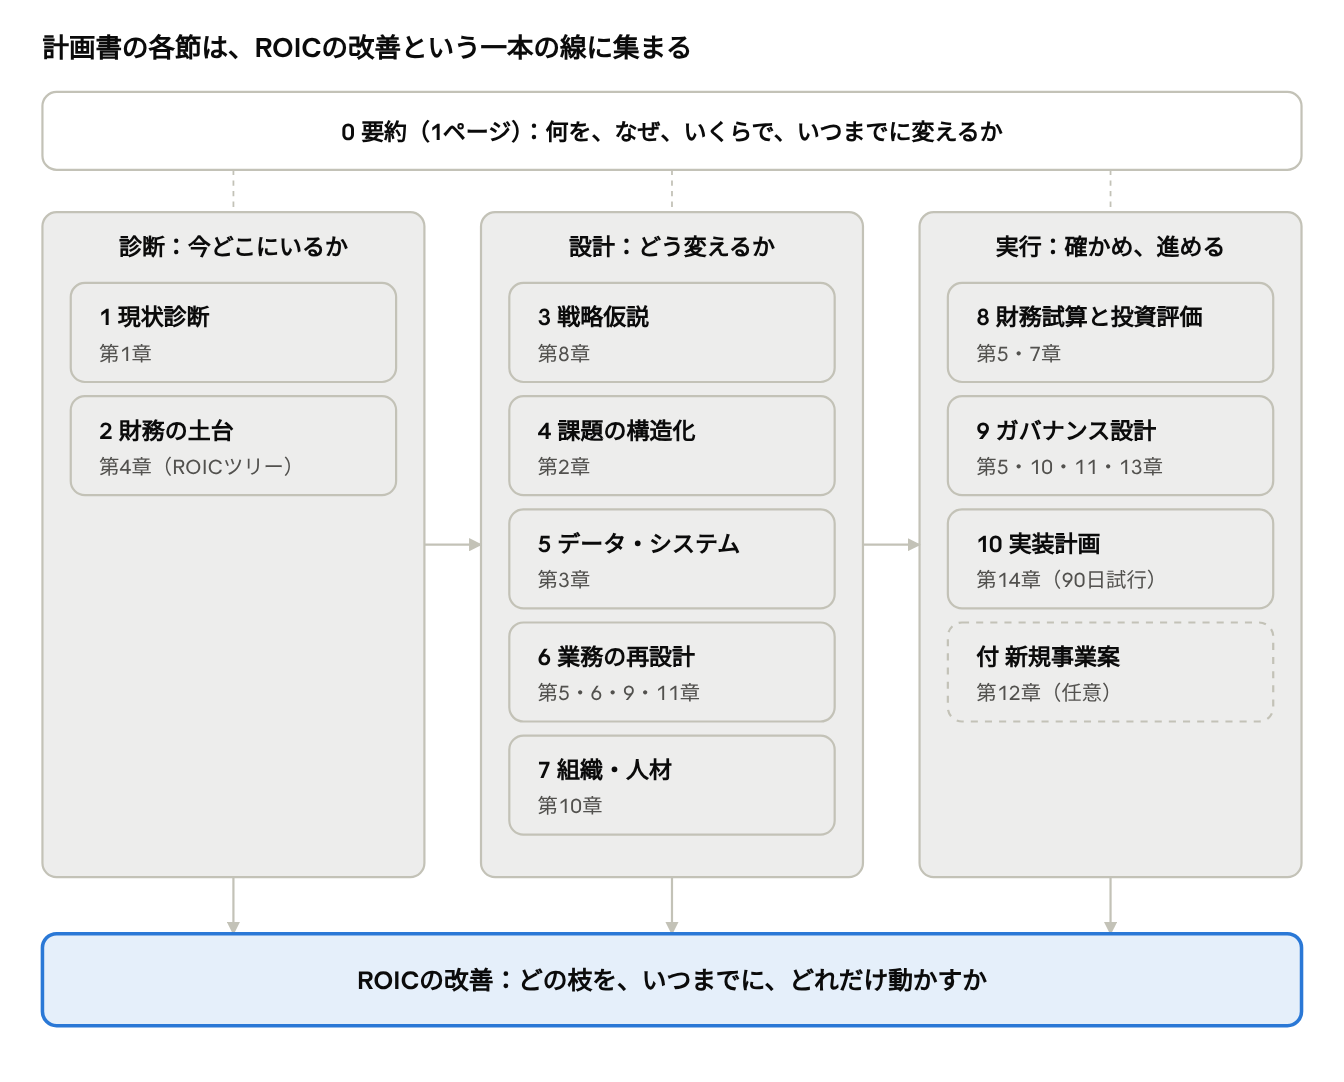 計画書の各節は、ROICの改善という一本の線に集まる
0 要約（1ページ）：何を、なぜ、いくらで、いつまでに変えるか
診断：今どこにいるか
1 現状診断
第1章
2 財務の土台
第4章（ROICツリー）
設計：どう変えるか
3 戦略仮説
第8章
4 課題の構造化
第2章
5 データ・システム
第3章
6 業務の再設計
第5・6・9・11章
7 組織・人材
第10章
実行：確かめ、進める
8 財務試算と投資評価
第5・7章
9 ガバナンス設計
第5・10・11・13章
10 実装計画
第14章（90日試行）
付 新規事業案
第12章（任意）
ROICの改善：どの枝を、いつまでに、どれだけ動かすか